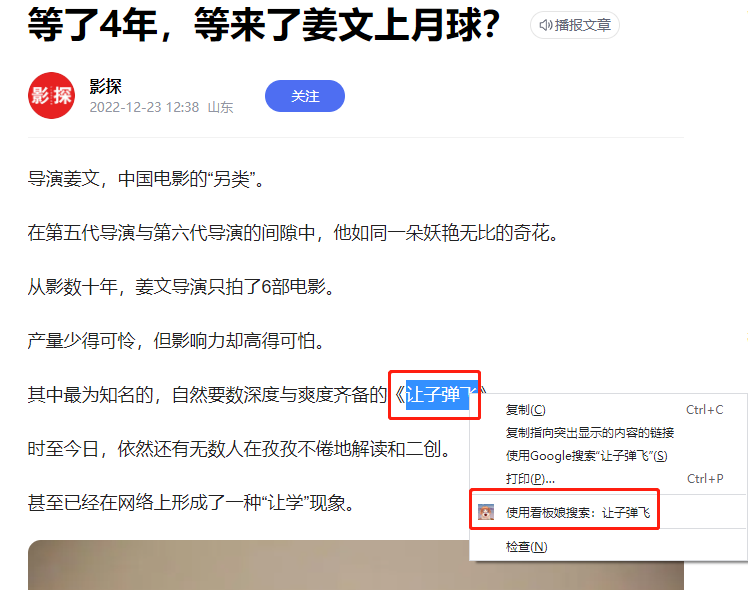 等了4年，等来了姜文上月球？
播报文章
影探
影探
2022-12-23 12:38 山东
关注
导演姜文，中国电影的“另类”。
在第五代导演与第六代导演的间隙中，他如同一朵妖艳无比的奇花。
从影数十年，姜文导演只拍了6部电影。
产量少得可怜，但影响力却高得可怕。
其中最为知名的，自然要数深度与爽度齐备的《让子弹飞》
时至今日，依然还有无数人在孜孜不倦地解读和二创。
甚至已经在网络上形成了一种“让学”现象。
复制(C) Ctrl+C
复制指向突出显示的内容的链接
使用Google搜索“让子弹飞”(S)
打印(P)... Ctrl+P
使用看板娘搜索：让子弹飞
检查(N)